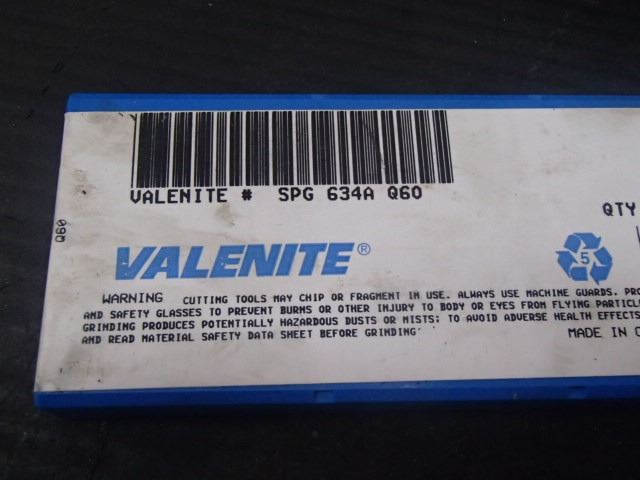 VALENITE # SPG 634A Q60
QTY
Q60
VALENITE®
5
WARNING CUTTING TOOLS MAY CHIP OR FRAGMENT IN USE. ALWAYS USE MACHINE GUARDS. PRO
AND SAFETY GLASSES TO PREVENT BURNS OR OTHER INJURY TO BODY OR EYES FROM FLYING PARTICL
GRINDING PRODUCES POTENTIALLY HAZARDOUS DUSTS OR MISTS; TO AVOID ADVERSE HEALTH EFFECTS
AND READ MATERIAL SAFETY DATA SHEET BEFORE GRINDING
MADE IN